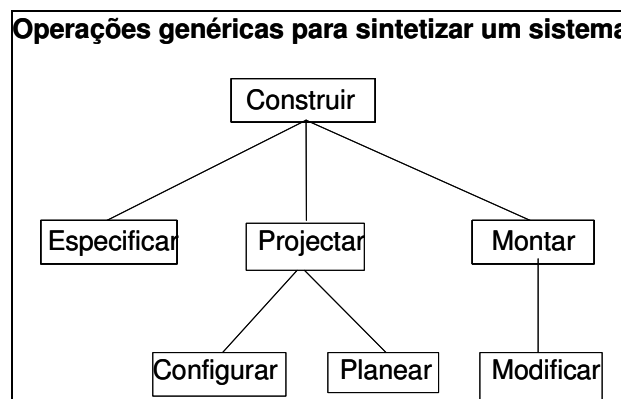 Operações genéricas para sintetizar um sistema
Construir
Especificar Projectar Montar
Configurar Planear Modificar